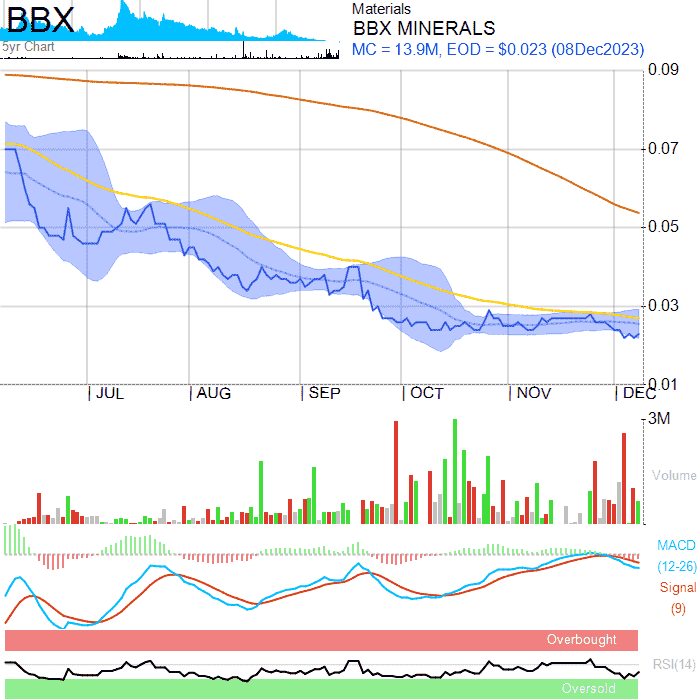 BBX
5yr Chart
Materials
BBX MINERALS
MC = 13.9M, EOD = $0.023 (08Dec2023)
0.09
0.07
0.05
0.03
0.01
JUL AUG SEP OCT NOV DEC
3M
Volume
MACD
(12-26)
Signal
(9)
Overbought
RSI(14)
Oversold